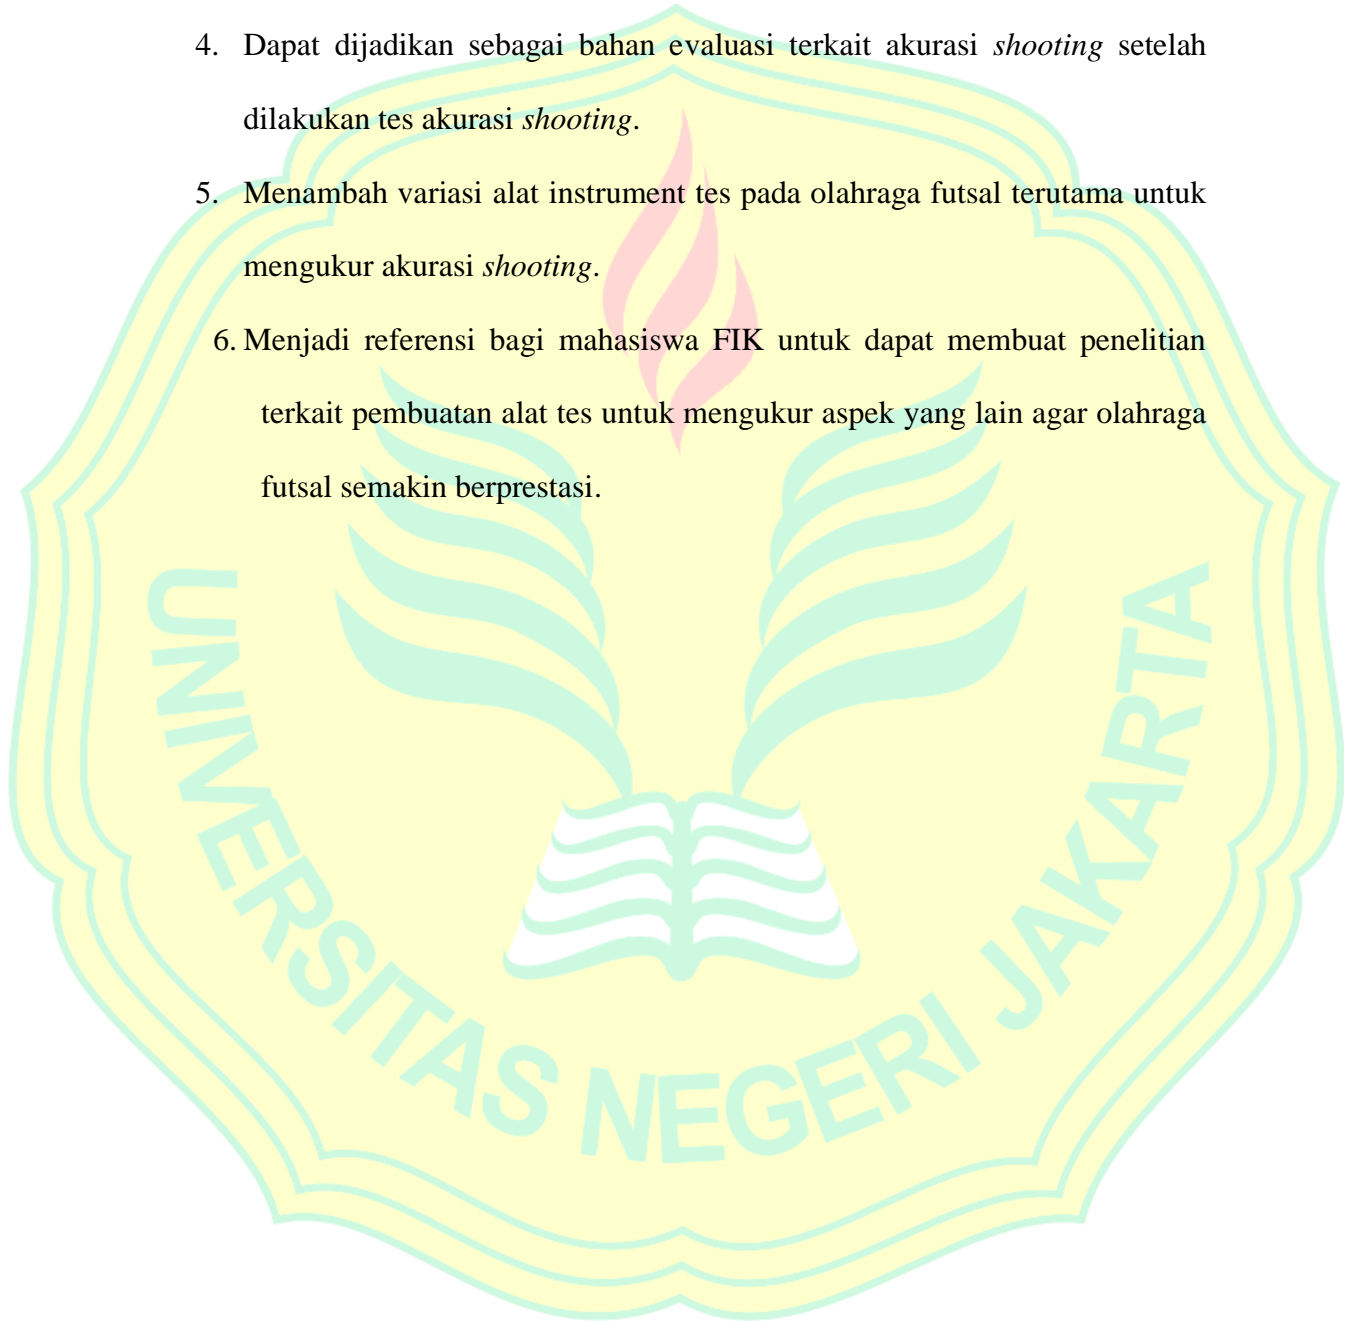 4. Dapat dijadikan sebagai bahan evaluasi terkait akurasi shooting setelah
dilakukan tes akurasi shooting.
5. Menambah variasi alat instrument tes pada olahraga futsal terutama untuk
mengukur akurasi shooting.
6. Menjadi referensi bagi mahasiswa FIK untuk dapat membuat penelitian
terkait pembuatan alat tes untuk mengukur aspek yang lain agar olahraga
futsal semakin berprestasi.
UNIVERSITAS NEGERI JAKARTA